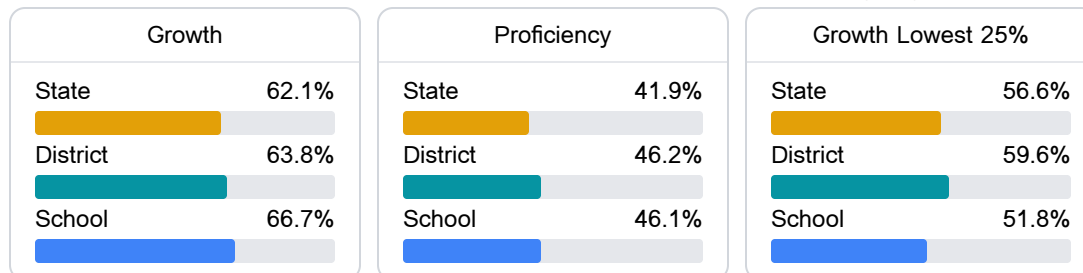 Growth
State 62.1%
District 63.8%
School 66.7%
Proficiency
State 41.9%
District 46.2%
School 46.1%
Growth Lowest 25%
State 56.6%
District 59.6%
School 51.8%